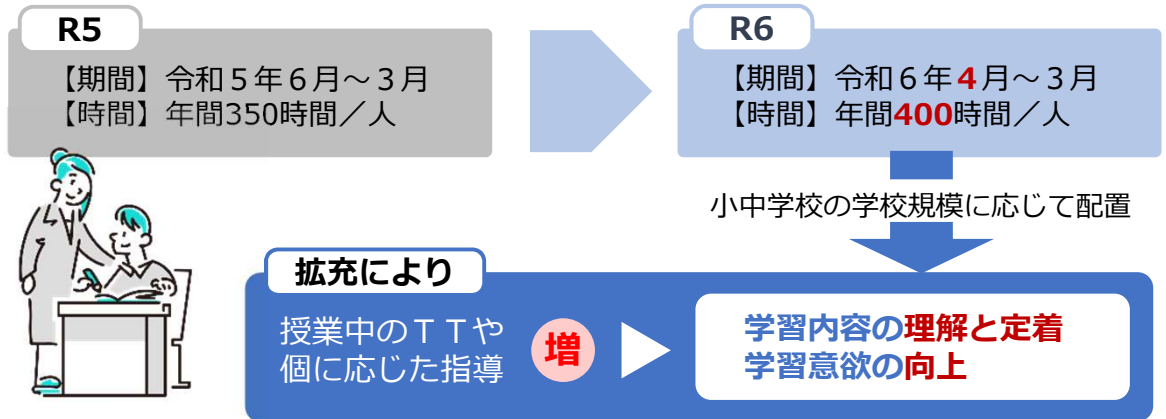 R5
【期間】令和５年６月～３月
【時間】年間350時間／人
R6
【期間】令和６年４月～３月
【時間】年間400時間／人
小中学校の学校規模に応じて配置
拡充により
授業中のＴＴや
個に応じた指導
増
学習内容の理解と定着
学習意欲の向上